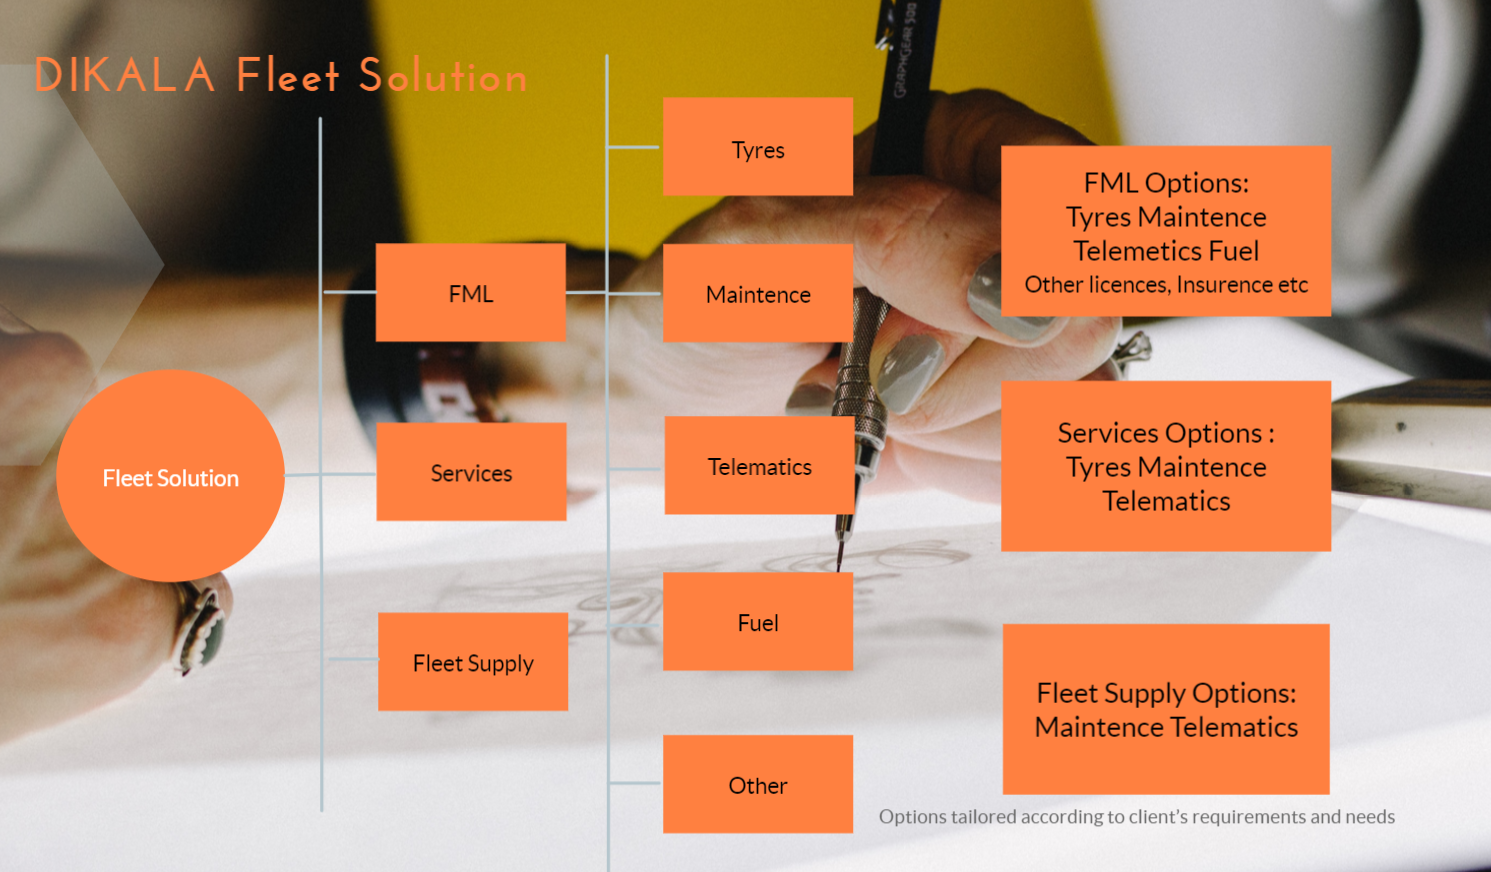 DIKALA Fleet Solution
GRAPHGEAR 500
Fleet Solution
FML
Services
Fleet Supply
Tyres
Maintence
Telematics
Fuel
Other
FML Options:
Tyres Maintence
Telemetics Fuel
Other licences, Insurence etc
Services Options :
Tyres Maintence
Telematics
Fleet Supply Options:
Maintence Telematics
Options tailored according to client's requirements and needs